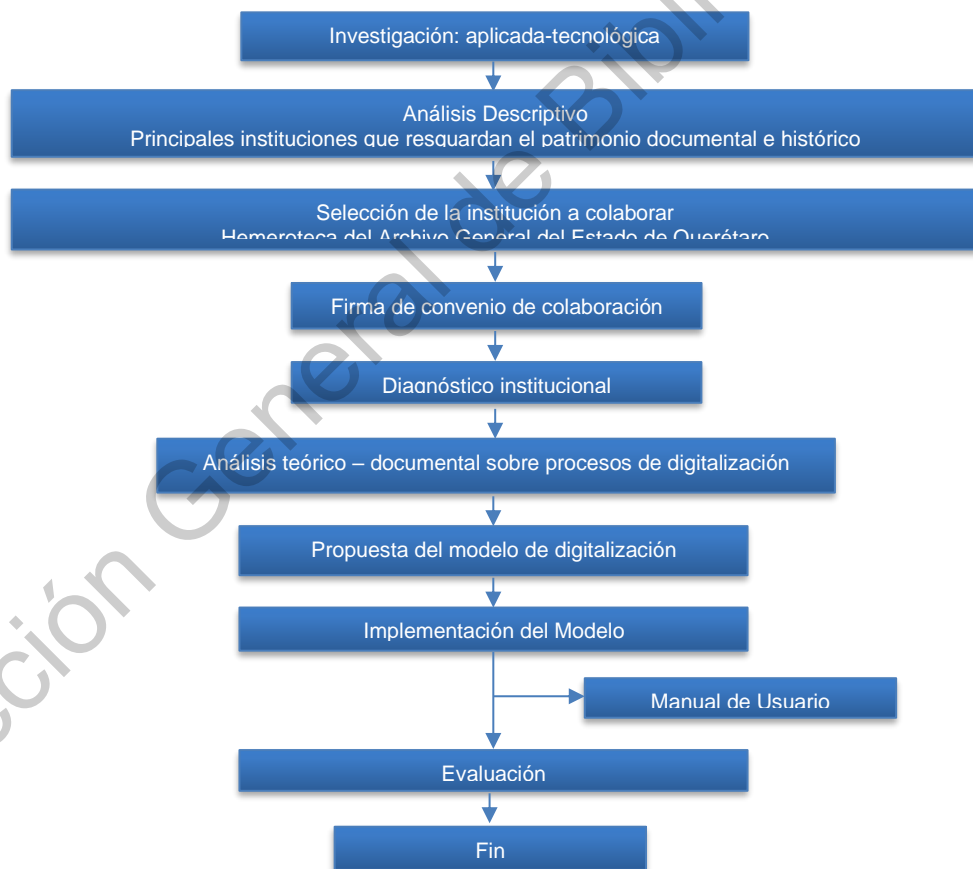 Investigación: aplicada-tecnológica
Análisis Descriptivo
Principales instituciones que resguardan el patrimonio documental e histórico
Selección de la institución a colaborar
Hemeroteca del Archivo General del Estado de Querétaro
Firma de convenio de colaboración
Diagnóstico institucional
Análisis teórico – documental sobre procesos de digitalización
Propuesta del modelo de digitalización
Implementación del Modelo
Manual de Usuario
Evaluación
Fin
ción General de Bibli